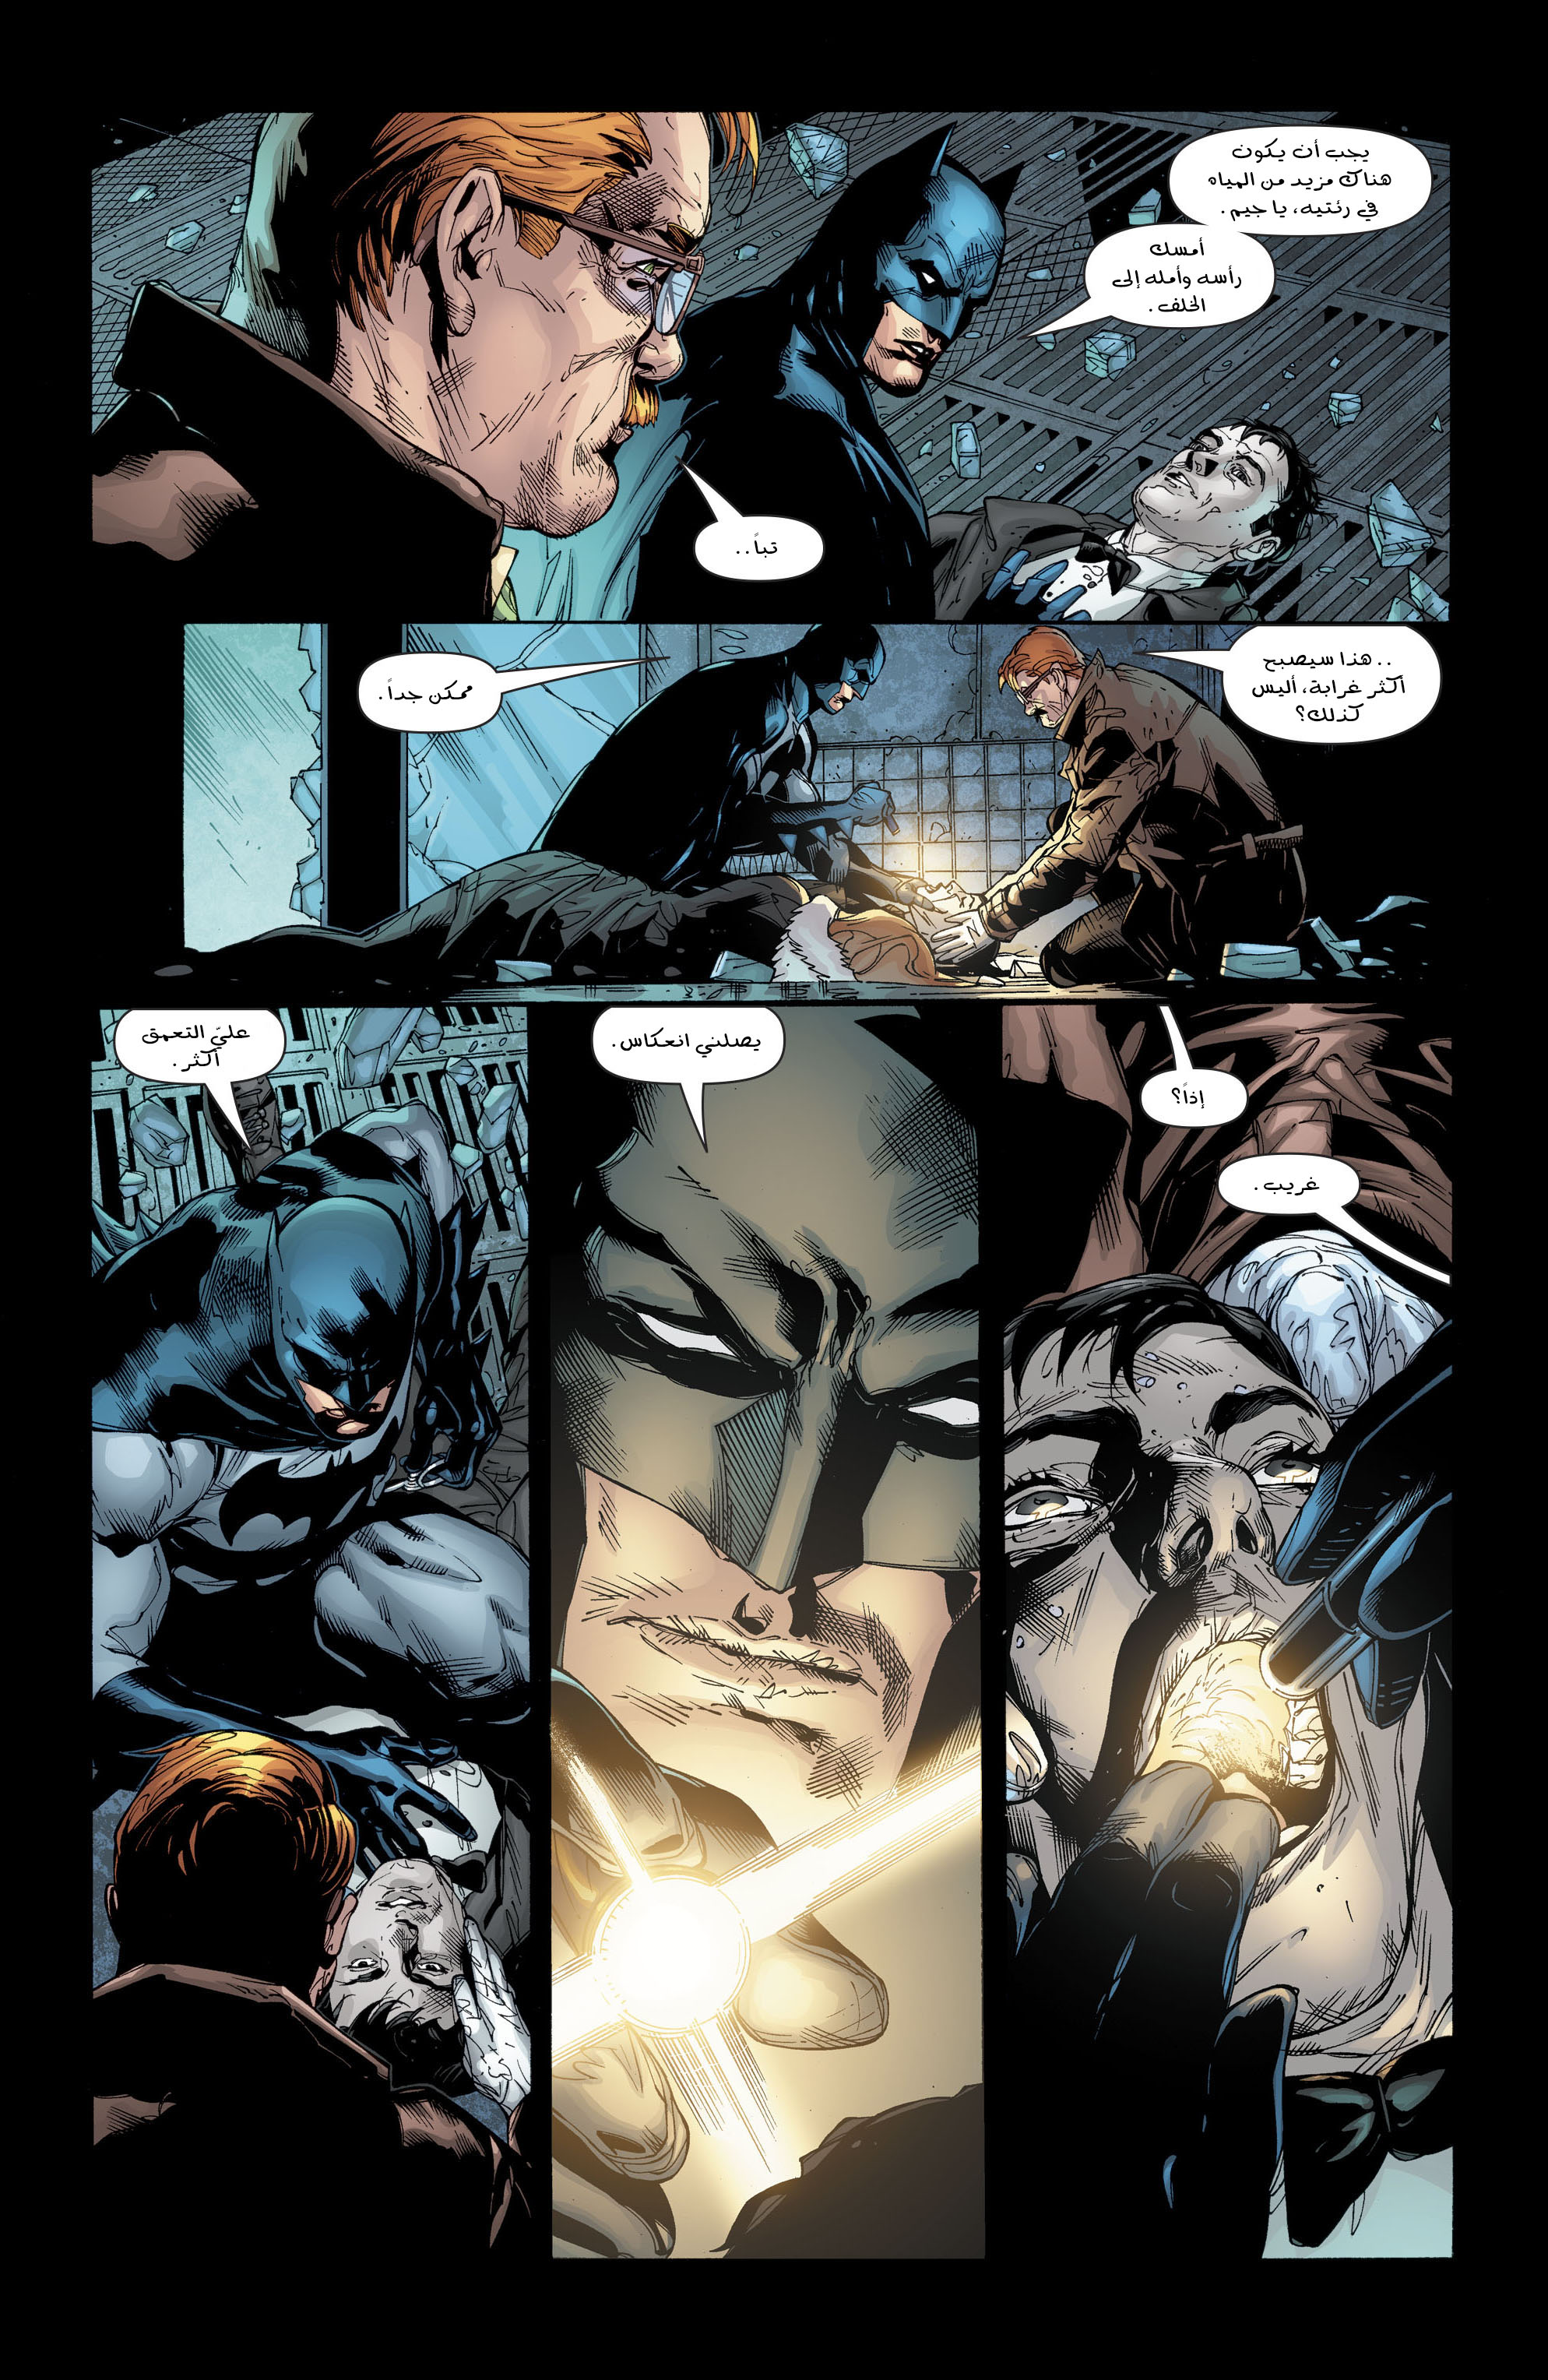 يجب أن يكون
هناك مزيد من المياه
في رئتيه، يا جيم.
أمسك
رأسه وأمله إلى
الخلف.
تباً..
.. هذا سيصبح
أكثر غرابة، أليس
كذلك؟
ممكن جداً.
إذاً؟
غريب.
يصلني انعكاس.
عليّ التعمق
أكثر.